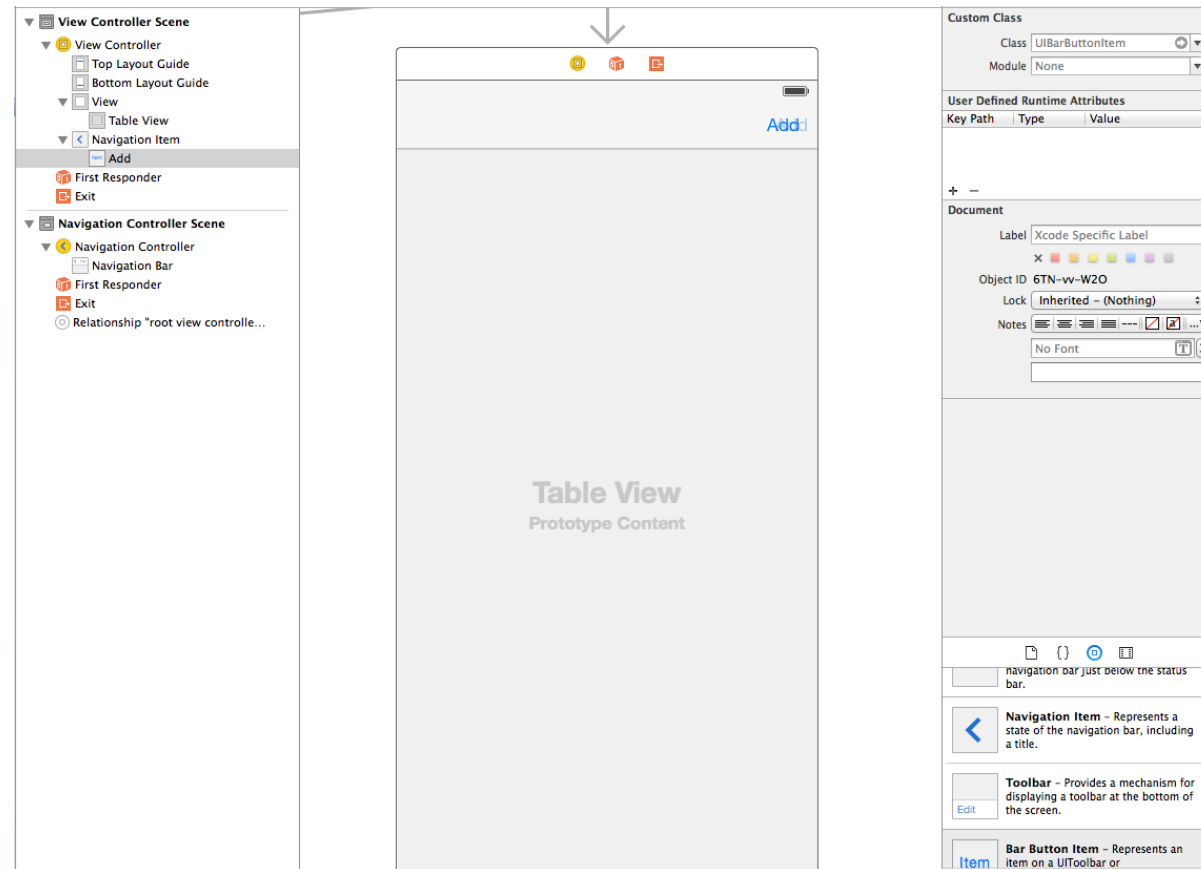 View Controller Scene
View Controller
Top Layout Guide
Bottom Layout Guide
View
Table View
Navigation Item
Item
Add
First Responder
Exit
Navigation Controller Scene
Navigation Controller
Navigation Bar
First Responder
Exit
Relationship "root view controlle...
Add
Table View
Prototype Content
Custom Class
Class UIBarButtonItem
Module None
User Defined Runtime Attributes
Key Path Type Value
+ −
Document
Label Xcode Specific Label
Object ID 6TN-vv-W2O
Lock Inherited - (Nothing)
Notes --- a ...
No Font T
{}
navigation bar just below the status
bar.
Navigation Item - Represents a
state of the navigation bar, including
a title.
Edit
Toolbar - Provides a mechanism for
displaying a toolbar at the bottom of
the screen.
Item
Bar Button Item - Represents an
item on a UIToolbar or